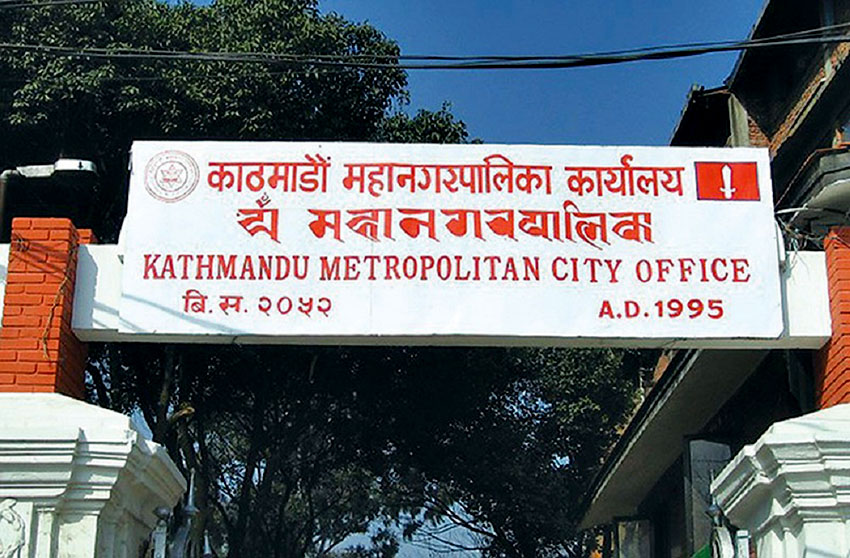 काठमाडौं महानगरपालिका कार्यालय
KATHMANDU METROPOLITAN CITY OFFICE
बि. स. २०५२
A.D. 1995